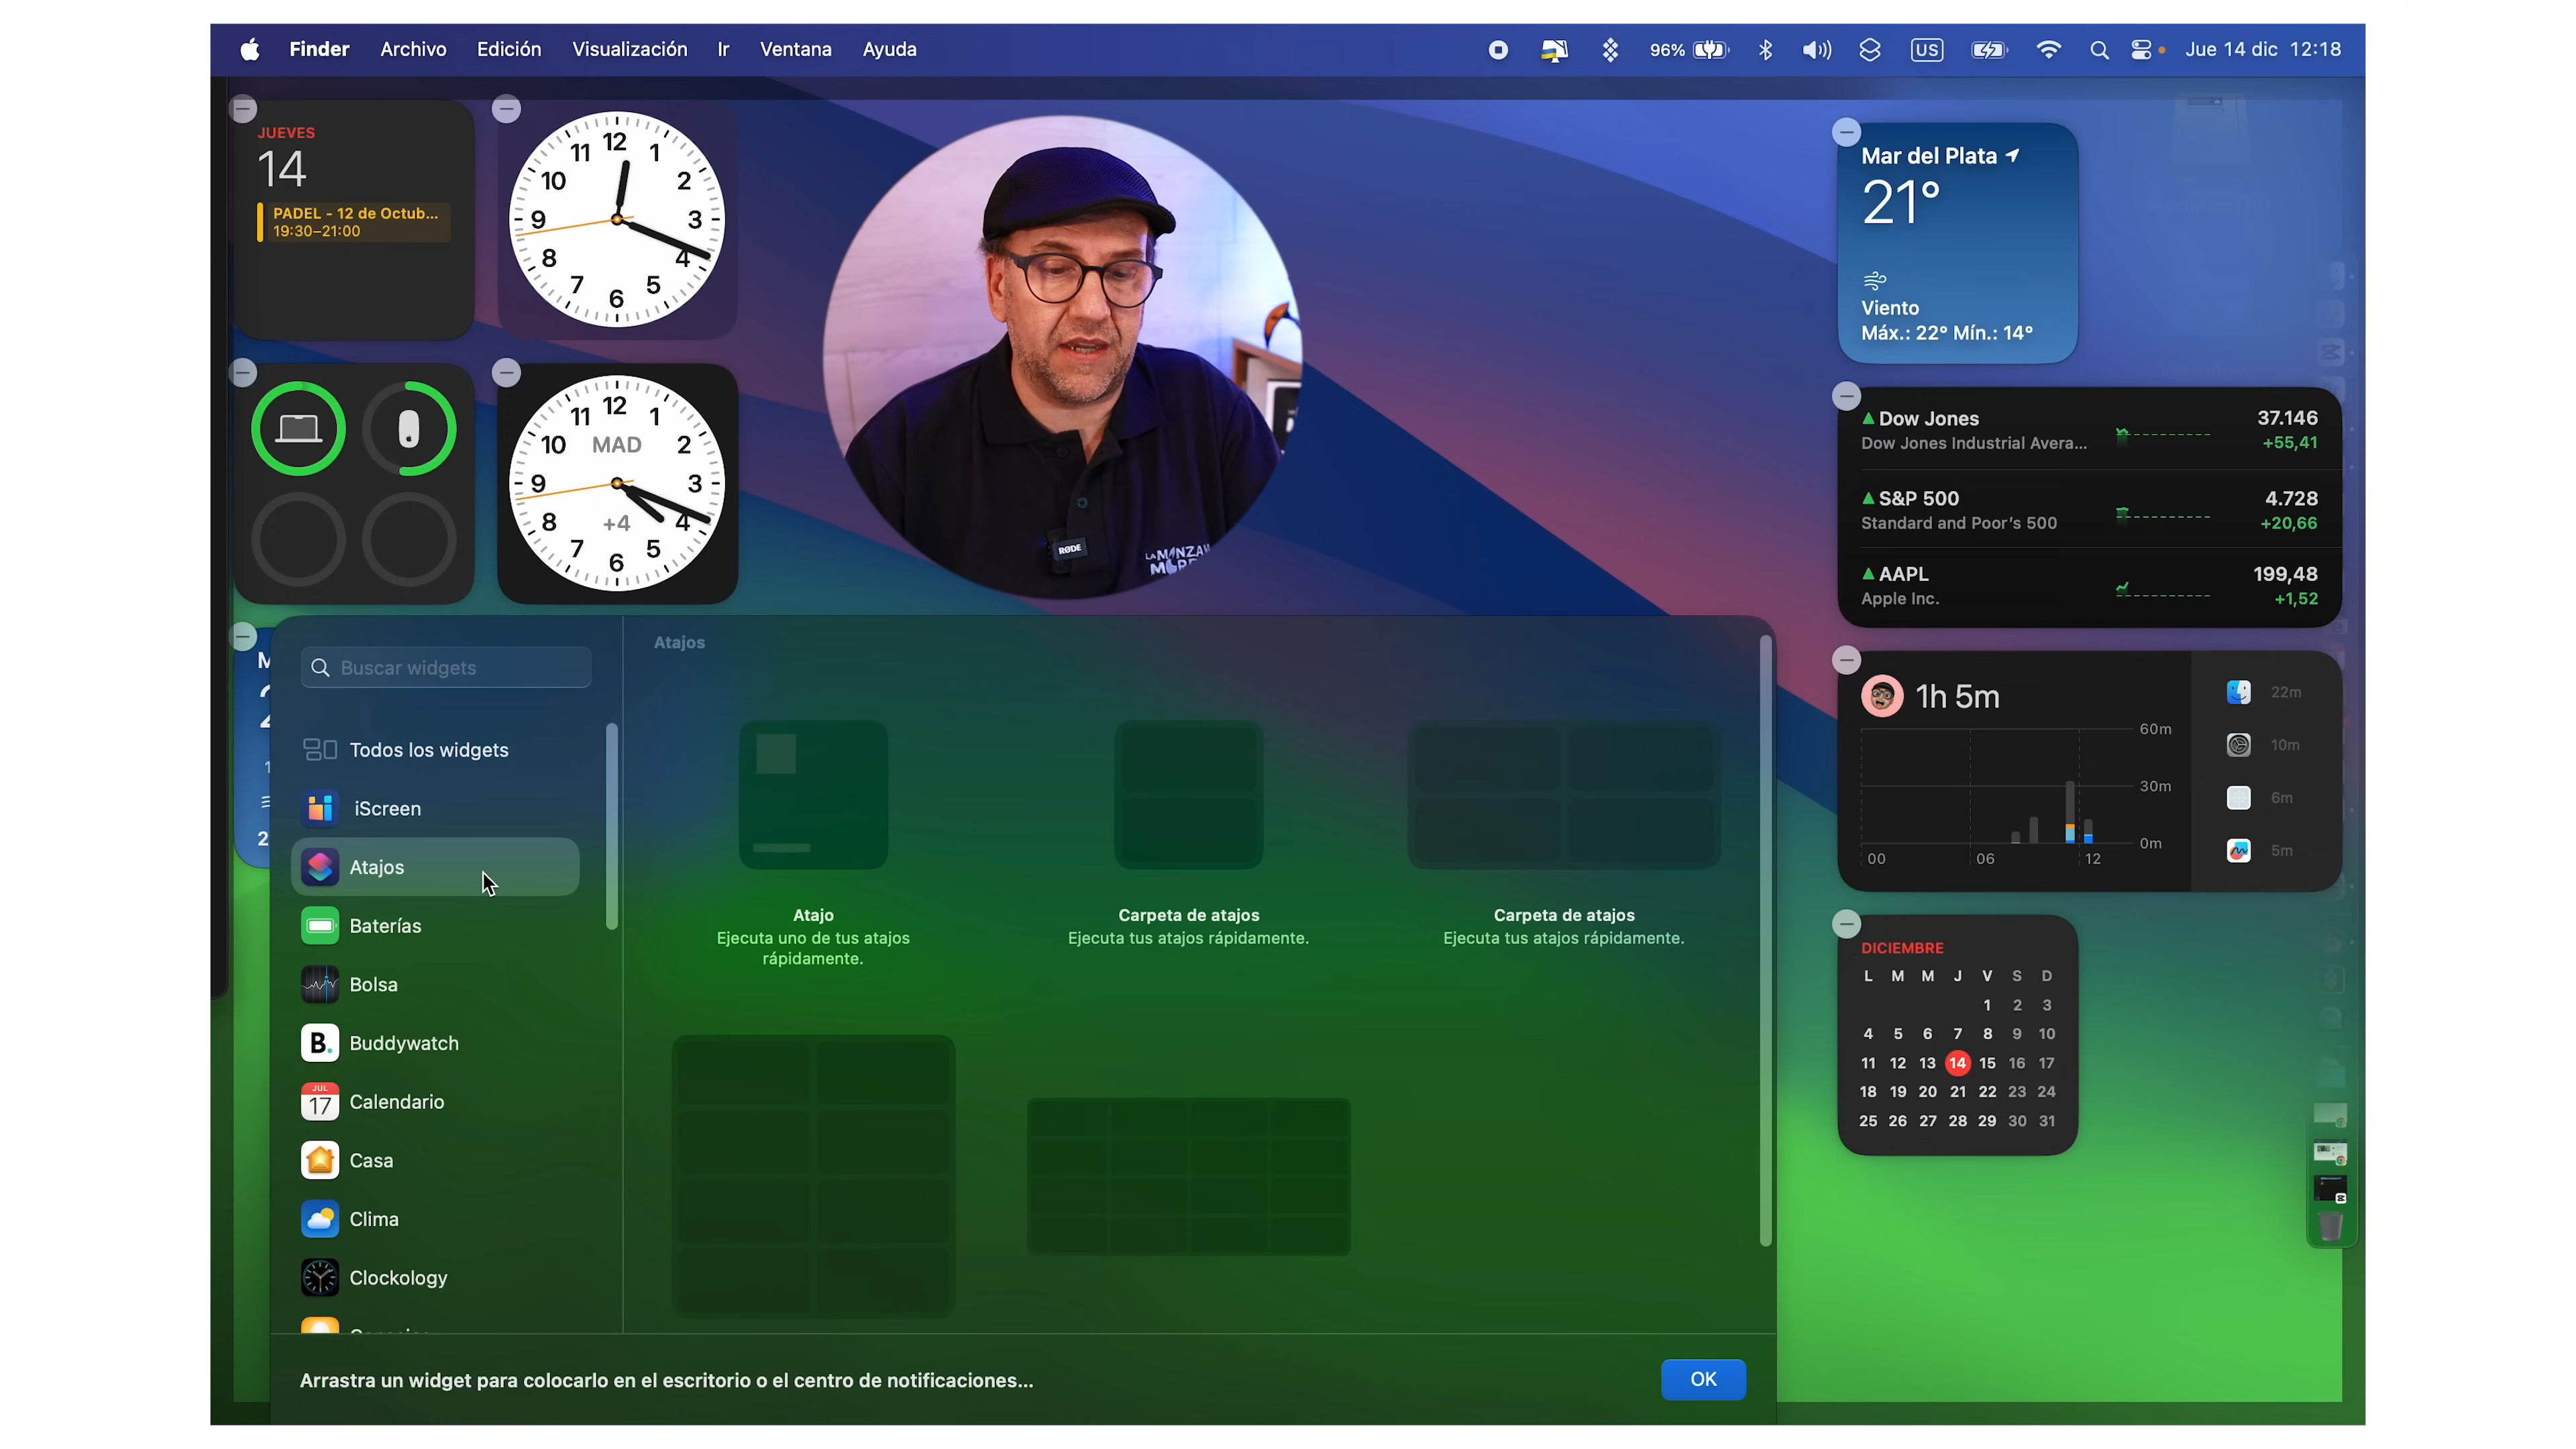 Finder Archivo Edición Visualización Ir Ventana Ayuda
96% US Jue 14 dic 12:18
JUEVES
14
PADEL - 12 de Octub...
19:30–21:00
12
11 1
10 2
9 3
8 4
7 5
6
12
11 1
10 MAD 2
9 3
8 +4 4
7 5
6
RØDE
LA MANZA
Mar del Plata
21°
Viento
Máx.: 22° Mín.: 14°
Dow Jones 37.146
Dow Jones Industrial Avera... +55,41
S&P 500 4.728
Standard and Poor's 500 +20,66
AAPL 199,48
Apple Inc. +1,52
1h 5m
60m
30m
0m
00 06 12
22m
10m
6m
5m
DICIEMBRE
L M M J V S D
1 2 3
4 5 6 7 8 9 10
11 12 13 14 15 16 17
18 19 20 21 22 23 24
25 26 27 28 29 30 31
Buscar widgets
Todos los widgets
iScreen
Atajos
Baterías
Bolsa
B.
Buddywatch
JUL
17
Calendario
Casa
Clima
Clockology
Atajos
Atajo
Ejecuta uno de tus atajos
rápidamente.
Carpeta de atajos
Ejecuta tus atajos rápidamente.
Carpeta de atajos
Ejecuta tus atajos rápidamente.
Arrastra un widget para colocarlo en el escritorio o el centro de notificaciones...
OK